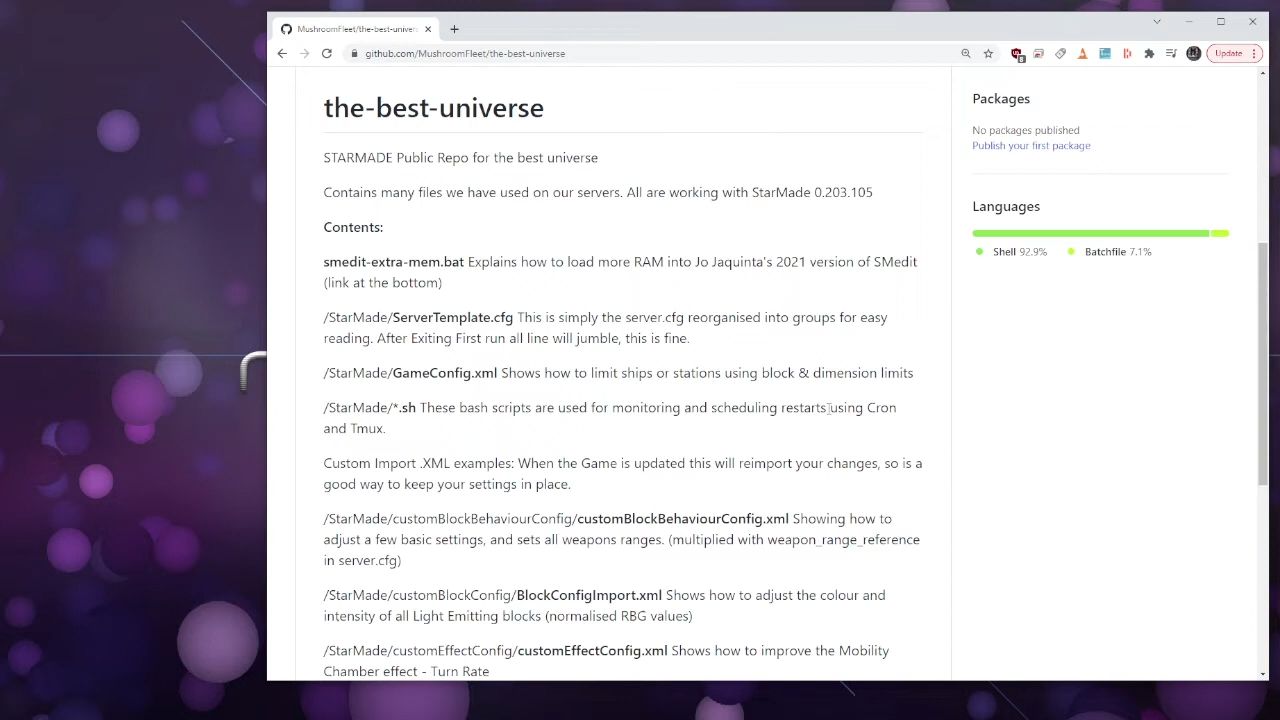 MushroomFleet/the-best-univers
github.com/MushroomFleet/the-best-universe
8
Update
the-best-universe
STARMADE Public Repo for the best universe
Contains many files we have used on our servers. All are working with StarMade 0.203.105
Contents:
smedit-extra-mem.bat Explains how to load more RAM into Jo Jaquinta's 2021 version of SMedit
(link at the bottom)
/StarMade/ServerTemplate.cfg This is simply the server.cfg reorganised into groups for easy
reading. After Exiting First run all line will jumble, this is fine.
/StarMade/GameConfig.xml Shows how to limit ships or stations using block & dimension limits
/StarMade/*.sh These bash scripts are used for monitoring and scheduling restarts using Cron
and Tmux.
Custom Import .XML examples: When the Game is updated this will reimport your changes, so is a
good way to keep your settings in place.
/StarMade/customBlockBehaviourConfig/customBlockBehaviourConfig.xml Showing how to
adjust a few basic settings, and sets all weapons ranges. (multiplied with weapon_range_reference
in server.cfg)
/StarMade/customBlockConfig/BlockConfigImport.xml Shows how to adjust the colour and
intensity of all Light Emitting blocks (normalised RBG values)
/StarMade/customEffectConfig/customEffectConfig.xml Shows how to improve the Mobility
Chamber effect - Turn Rate
Packages
No packages published
Publish your first package
Languages
Shell 92.9% Batchfile 7.1%